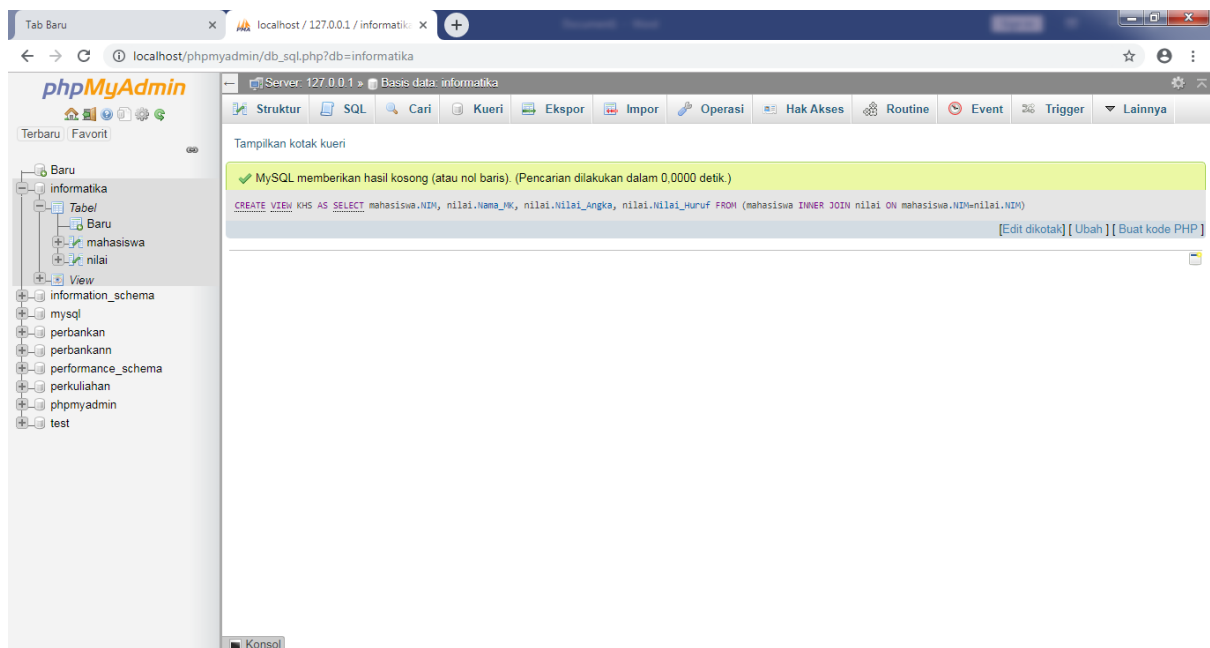 Tab Baru
localhost / 127.0.0.1 / informatik
localhost/phpmyadmin/db_sql.php?db=informatika
phpMyAdmin
Terbaru Favorit
Baru
informatika
Tabel
Baru
mahasiswa
nilai
View
information_schema
mysql
perbankan
perbankann
performance_schema
perkuliahan
phpmyadmin
test
Server: 127.0.0.1 » Basis data: informatika
Struktur SQL Cari Kueri Ekspor Impor Operasi Hak Akses Routine Event Trigger Lainnya
Tampilkan kotak kueri
MySQL memberikan hasil kosong (atau nol baris). (Pencarian dilakukan dalam 0,0000 detik.)
CREATE VIEW KHS AS SELECT mahasiswa.NIM, nilai.Nama_MK, nilai.Nilai_Angka, nilai.Nilai_Huruf FROM (mahasiswa INNER JOIN nilai ON mahasiswa.NIM=nilai.NIM)
[Edit dikotak] [ Ubah ] [ Buat kode PHP ]
Konsol